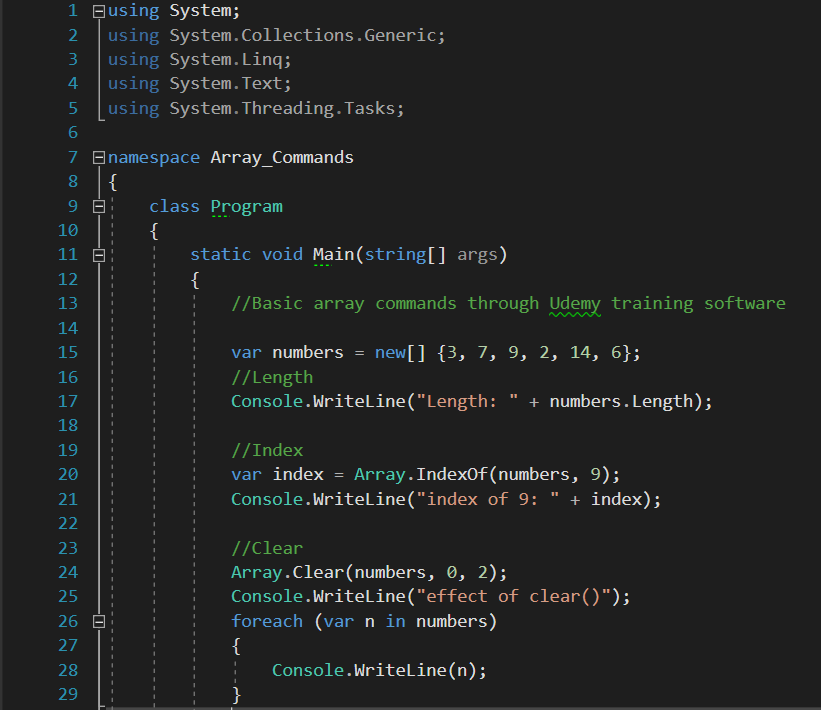 1 using System;
2 using System.Collections.Generic;
3 using System.Linq;
4 using System.Text;
5 using System.Threading.Tasks;
6
7 namespace Array_Commands
8 {
9 class Program
10 {
11 static void Main(string[] args)
12 {
13 //Basic array commands through Udemy training software
14
15 var numbers = new[] {3, 7, 9, 2, 14, 6};
16 //Length
17 Console.WriteLine("Length: " + numbers.Length);
18
19 //Index
20 var index = Array.IndexOf(numbers, 9);
21 Console.WriteLine("index of 9: " + index);
22
23 //Clear
24 Array.Clear(numbers, 0, 2);
25 Console.WriteLine("effect of clear()");
26 foreach (var n in numbers)
27 {
28 Console.WriteLine(n);
29 }